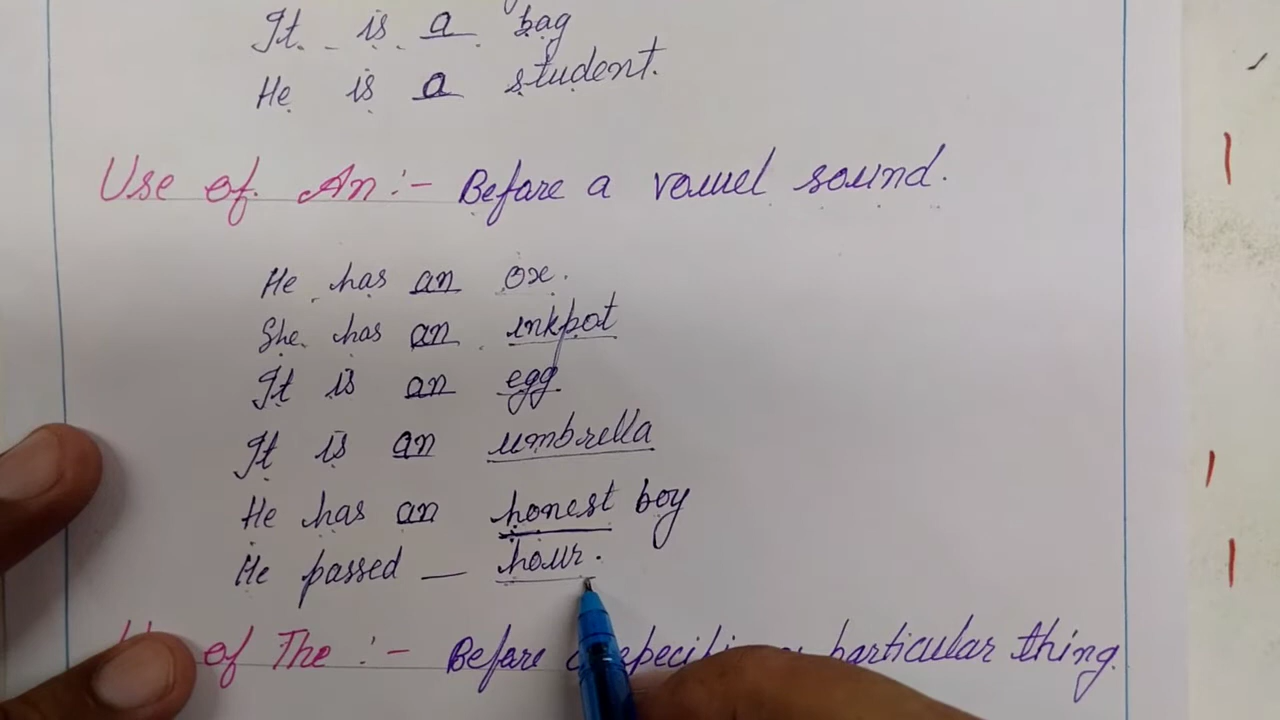 It is a bag
He is a student.
Use of An :- Before a vowel sound.
He has an ox.
She has an inkpot
It is an egg.
It is an umbrella
He has an honest boy
He passed — hour.
of The :- Before particular thing.